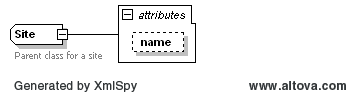 attributes
Site
name
Parent class for a site
Generated by XmlSpy
www.altova.com